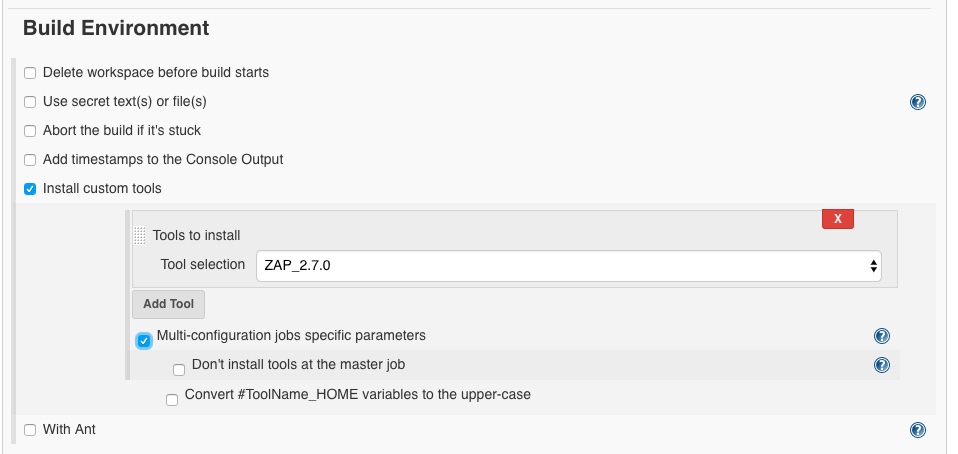 Build Environment
Delete workspace before build starts
Use secret text(s) or file(s)
?
Abort the build if it's stuck
Add timestamps to the Console Output
Install custom tools
X
Tools to install
Tool selection ZAP_2.7.0
Add Tool
Multi-configuration jobs specific parameters
?
Don't install tools at the master job
?
Convert #ToolName_HOME variables to the upper-case
With Ant
?